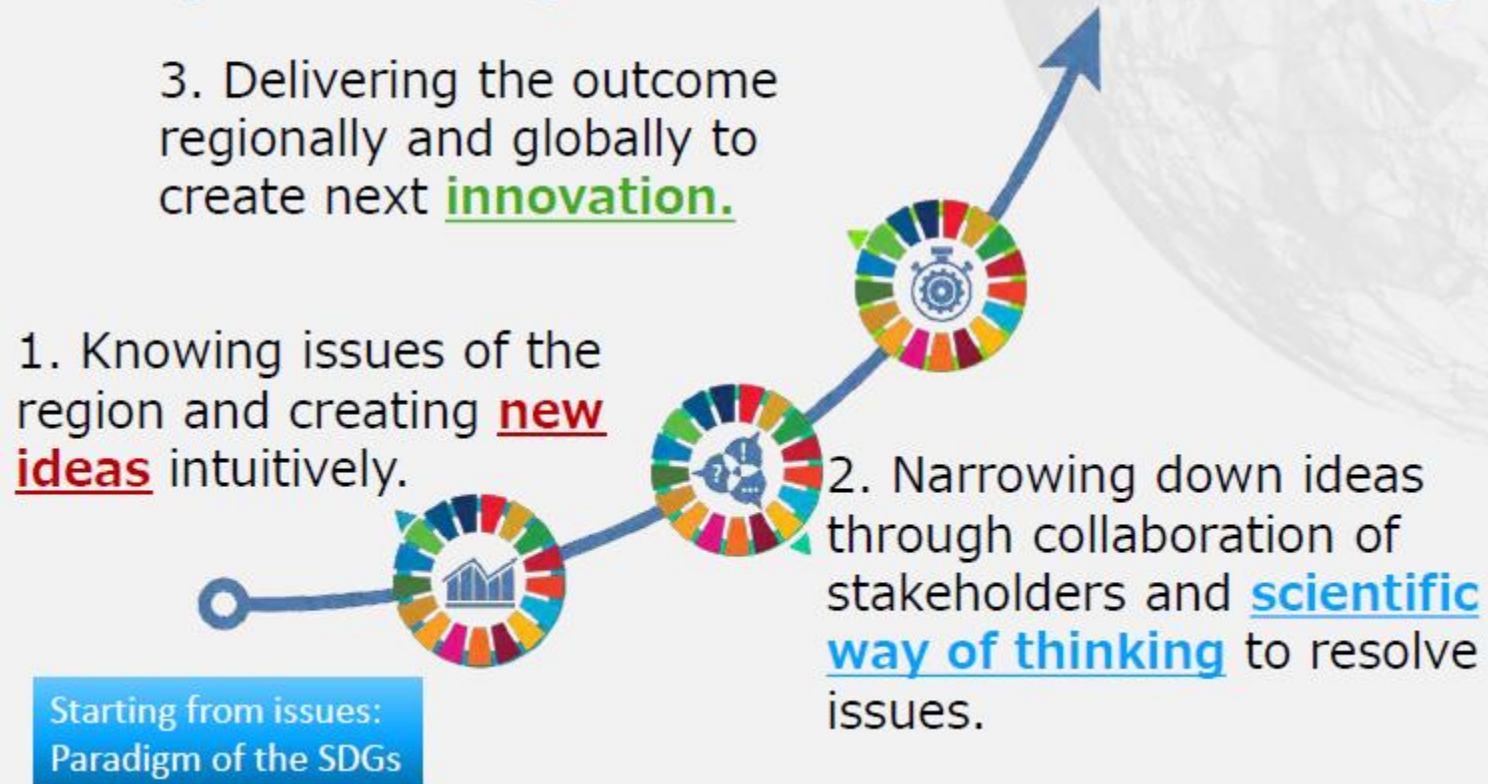 3. Delivering the outcome
regionally and globally to
create next innovation.
1. Knowing issues of the
region and creating new
ideas intuitively.
2. Narrowing down ideas
through collaboration of
stakeholders and scientific
way of thinking to resolve
issues.
Starting from issues:
Paradigm of the SDGs